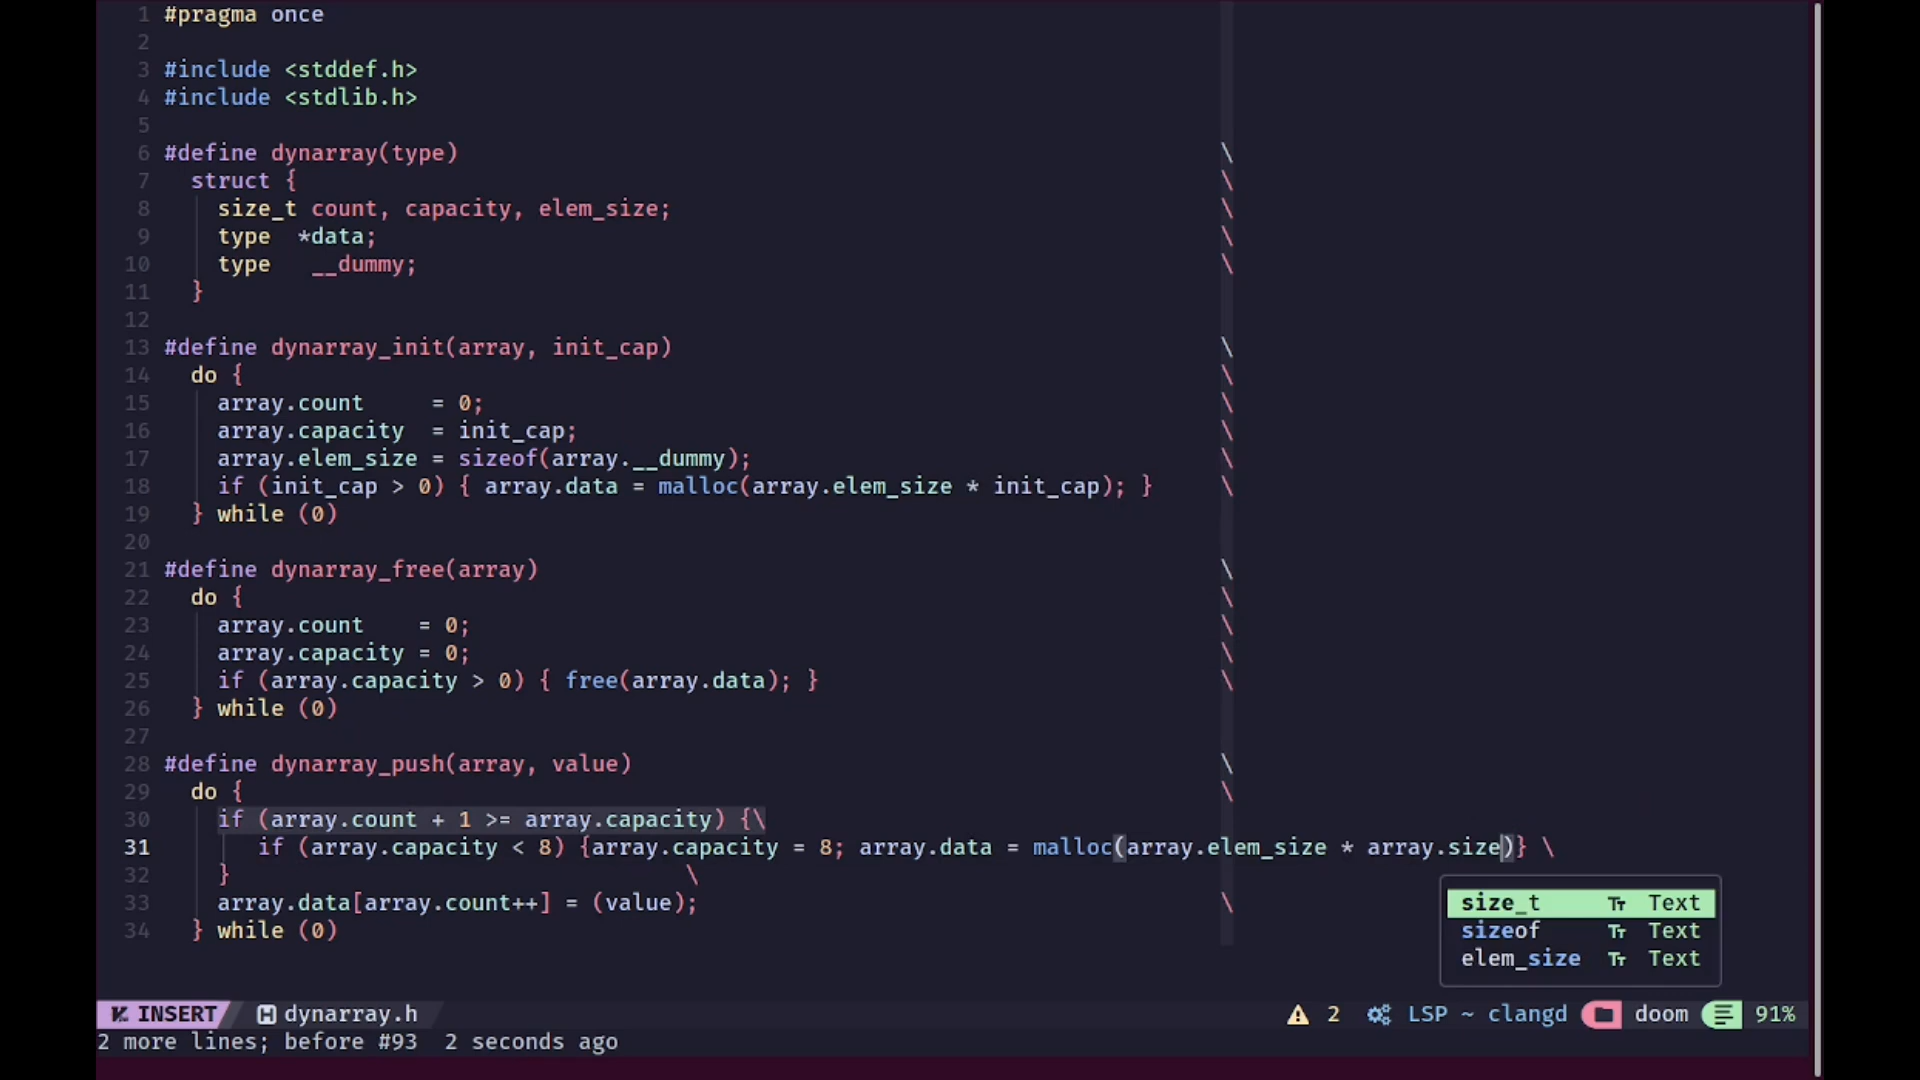 1 #pragma once
2
3 #include <stddef.h>
4 #include <stdlib.h>
5
6 #define dynarray(type) \
7 struct { \
8 size_t count, capacity, elem_size; \
9 type *data; \
10 type __dummy; \
11 }
12
13 #define dynarray_init(array, init_cap) \
14 do { \
15 array.count = 0; \
16 array.capacity = init_cap; \
17 array.elem_size = sizeof(array.__dummy); \
18 if (init_cap > 0) { array.data = malloc(array.elem_size * init_cap); } \
19 } while (0)
20
21 #define dynarray_free(array) \
22 do { \
23 array.count = 0; \
24 array.capacity = 0; \
25 if (array.capacity > 0) { free(array.data); } \
26 } while (0)
27
28 #define dynarray_push(array, value) \
29 do { \
30 if (array.count + 1 >= array.capacity) {\
31 if (array.capacity < 8) {array.capacity = 8; array.data = malloc(array.elem_size * array.size)} \
32 } \
33 array.data[array.count++] = (value); \
34 } while (0)
size_t Text
sizeof Text
elem_size Text
INSERT dynarray.h 2 LSP ~ clangd doom 91%
2 more lines; before #93 2 seconds ago